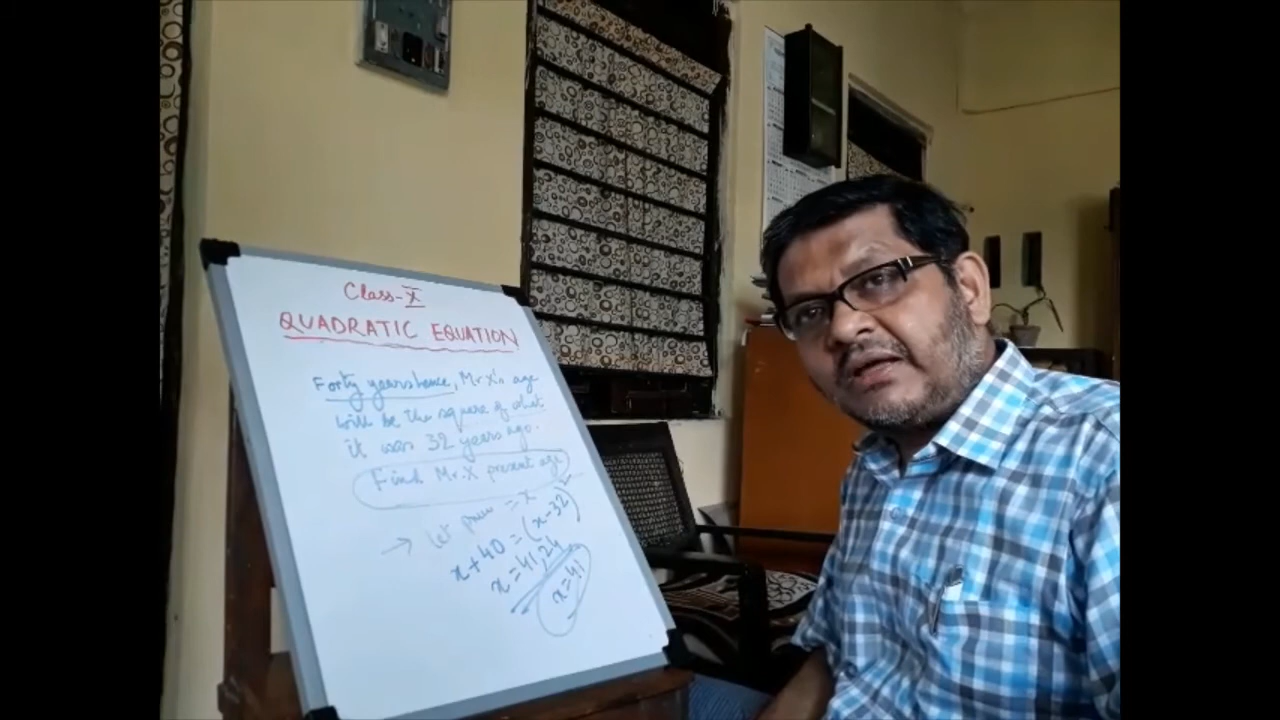 Class-X
QUADRATIC EQUATION
Forty years hence, Mr X's age
will be the square of what
it was 32 years ago.
Find Mr. X present age
→ Let = x
x + 40 = (x-32)²
x = 41, 24
x = 41